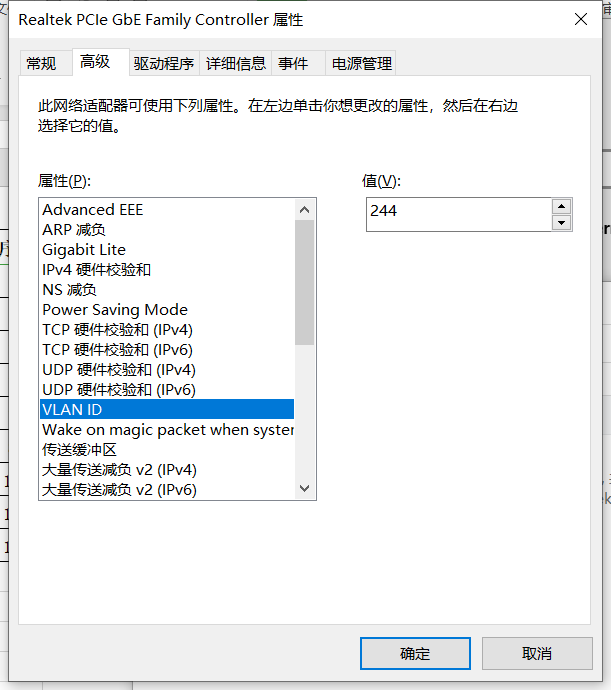 Realtek PCIe GbE Family Controller 属性
常规 高级 驱动程序 详细信息 事件 电源管理
此网络适配器可使用下列属性。在左边单击你想更改的属性，然后在右边
选择它的值。
属性(P): 值(V):
Advanced EEE
244
ARP 减负
Gigabit Lite
IPv4 硬件校验和
NS 减负
Power Saving Mode
TCP 硬件校验和 (IPv4)
TCP 硬件校验和 (IPv6)
UDP 硬件校验和 (IPv4)
UDP 硬件校验和 (IPv6)
VLAN ID
Wake on magic packet when syster
传送缓冲区
大量传送减负 v2 (IPv4)
大量传送减负 v2 (IPv6)
确定 取消